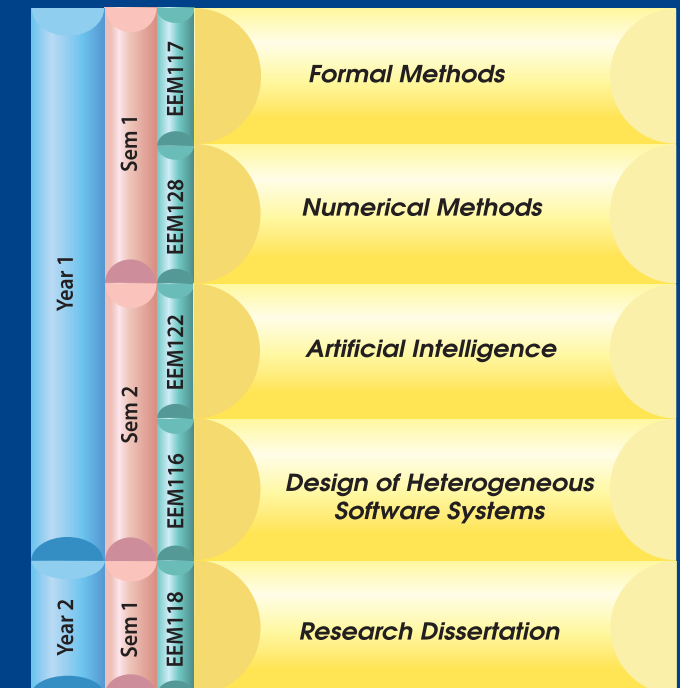 Year 1
Sem 1
EEM117
Formal Methods
EEM128
Numerical Methods
Sem 2
EEM122
Artificial Intelligence
EEM116
Design of Heterogeneous
Software Systems
Year 2
Sem 1
EEM118
Research Dissertation